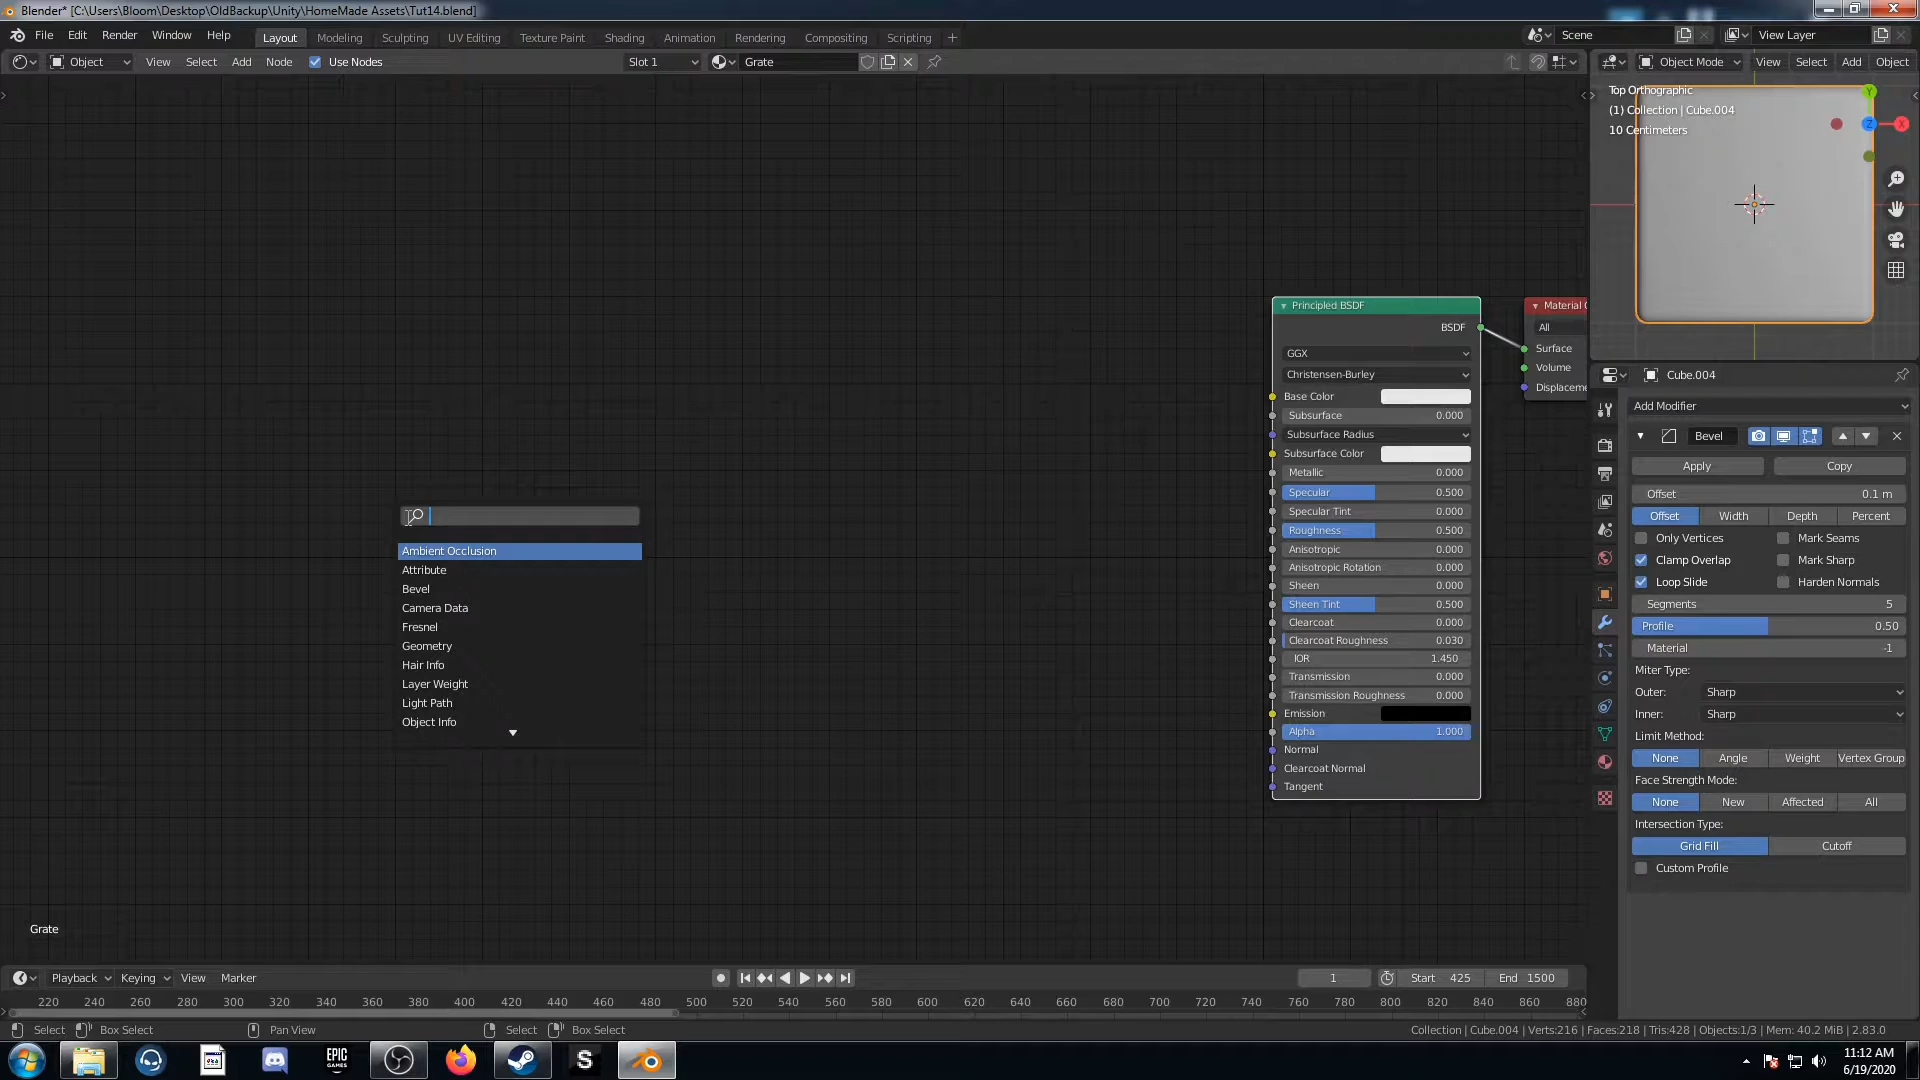 Blender* [C:\Users\Bloom\Desktop\OldBackup\Unity\HomeMade Assets\Tut14.blend]
File Edit Render Window Help Layout Modeling Sculpting UV Editing Texture Paint Shading Animation Rendering Compositing Scripting + Scene View Layer
Object View Select Add Node Use Nodes Slot 1 Grate Object Mode View Select Add Object
Top Orthographic
(1) Collection | Cube.004
10 Centimeters
Y
Z
X
Principled BSDF
BSDF
GGX
Christensen-Burley
Base Color
Subsurface 0.000
Subsurface Radius
Subsurface Color
Metallic 0.000
Specular 0.500
Specular Tint 0.000
Roughness 0.500
Anisotropic 0.000
Anisotropic Rotation 0.000
Sheen 0.000
Sheen Tint 0.500
Clearcoat 0.000
Clearcoat Roughness 0.030
IOR 1.450
Transmission 0.000
Transmission Roughness 0.000
Emission
Alpha 1.000
Normal
Clearcoat Normal
Tangent
Material
All
Surface
Volume
Displaceme
Ambient Occlusion
Attribute
Bevel
Camera Data
Fresnel
Geometry
Hair Info
Layer Weight
Light Path
Object Info
Cube.004
Add Modifier
Bevel
Apply Copy
Offset 0.1 m
Offset Width Depth Percent
Only Vertices Mark Seams
Clamp Overlap Mark Sharp
Loop Slide Harden Normals
Segments 5
Profile 0.50
Material -1
Miter Type:
Outer: Sharp
Inner: Sharp
Limit Method:
None Angle Weight Vertex Group
Face Strength Mode:
None New Affected All
Intersection Type:
Grid Fill Cutoff
Custom Profile
Grate
Playback Keying View Marker 1 Start 425 End 1500
220 240 260 280 300 320 340 360 380 400 420 440 460 480 500 520 540 560 580 600 620 640 660 680 700 720 740 760 780 800 820 840 860 880
Select Box Select Pan View Select Box Select Collection | Cube.004 | Verts:216 | Faces:218 | Tris:428 | Objects:1/3 | Mem: 40.2 MiB | 2.83.0
EPIC
GAMES
S
11:12 AM
6/19/2020